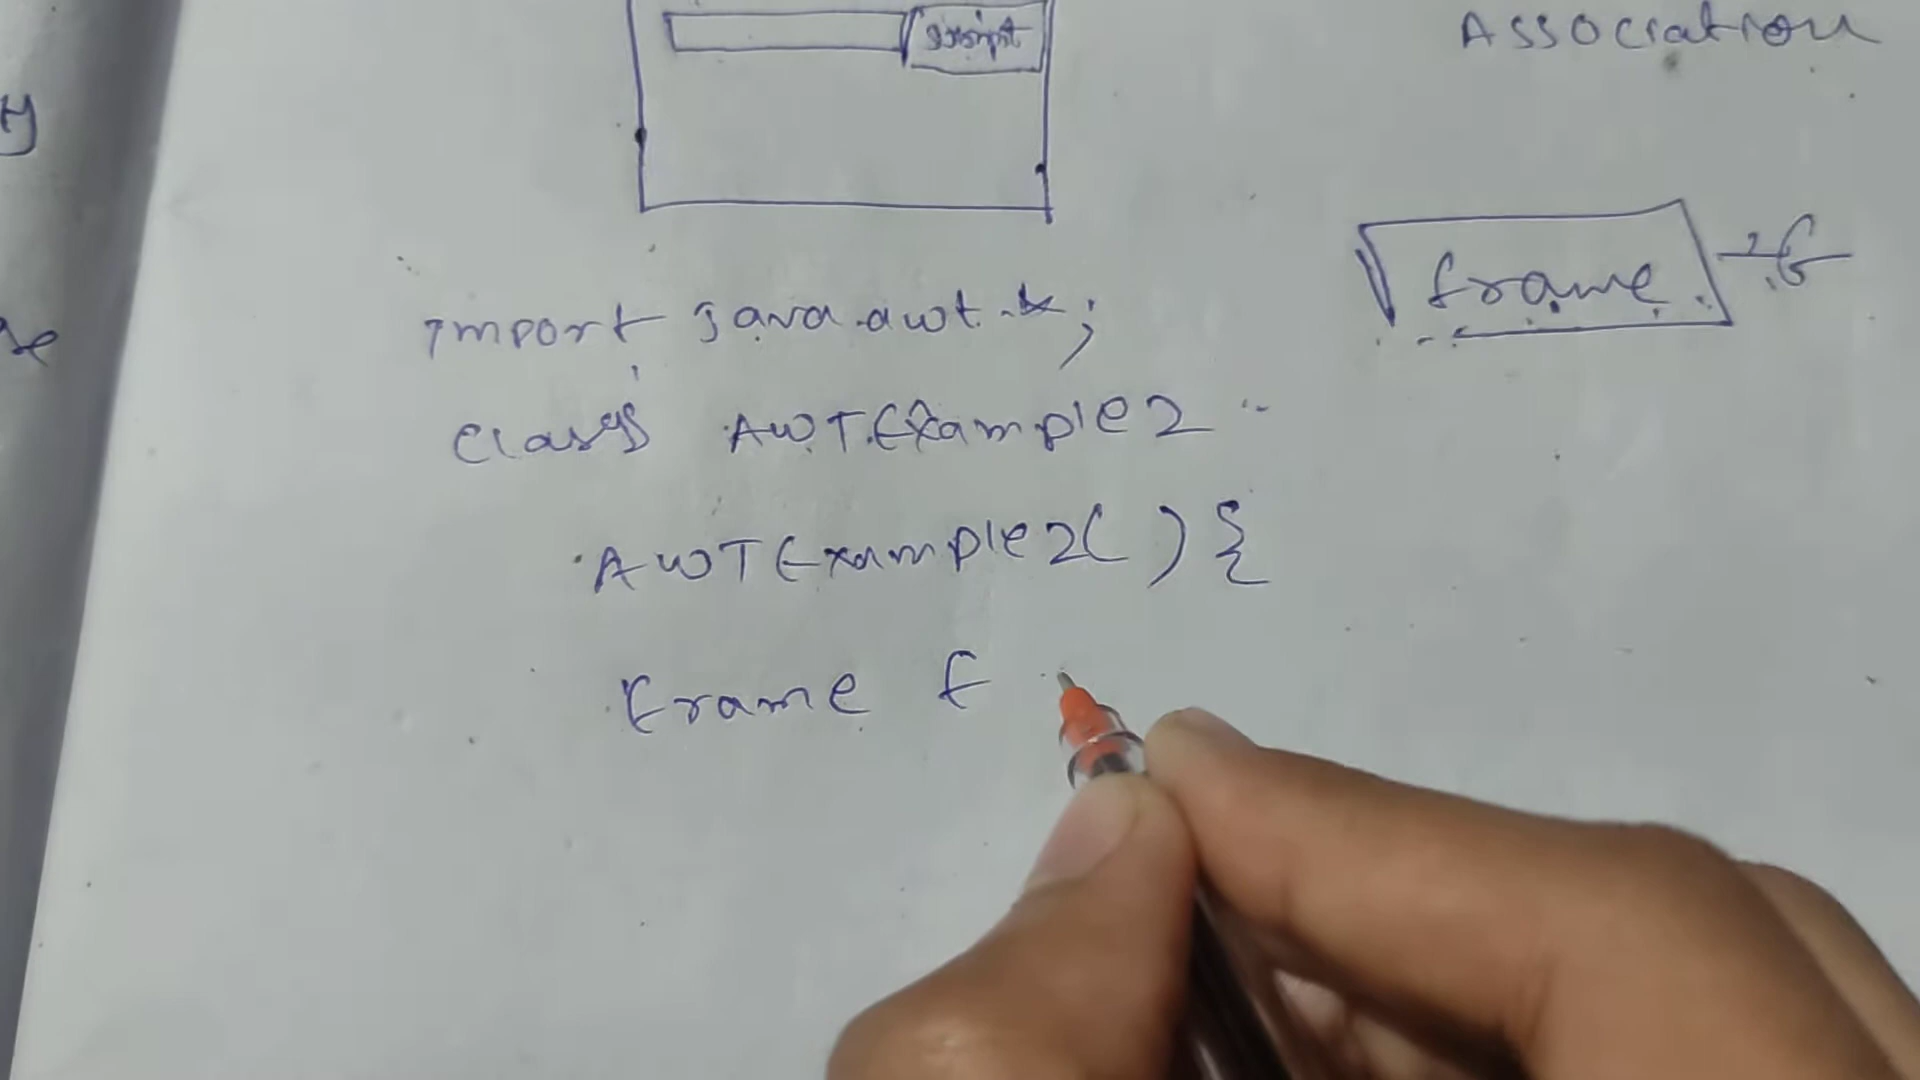 Association
frame
import java.awt.*;
class AWTExample2
AWTExample2( ) {
Frame f